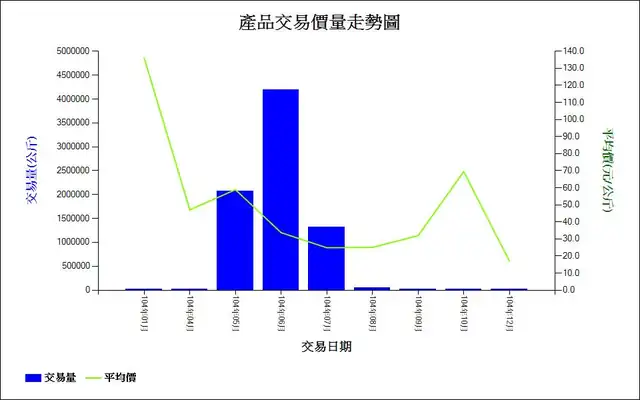 產品交易價量走勢圖
交易量(公斤)
5000000
4500000
4000000
3500000
3000000
2500000
2000000
1500000
1000000
500000
0
140.0
130.0
120.0
110.0
100.0
90.0
80.0
70.0
60.0
50.0
40.0
30.0
20.0
10.0
0.0
平均價(元/公斤)
104年01月
104年04月
104年05月
104年06月
104年07月
104年08月
104年09月
104年10月
104年12月
交易日期
交易量 平均價